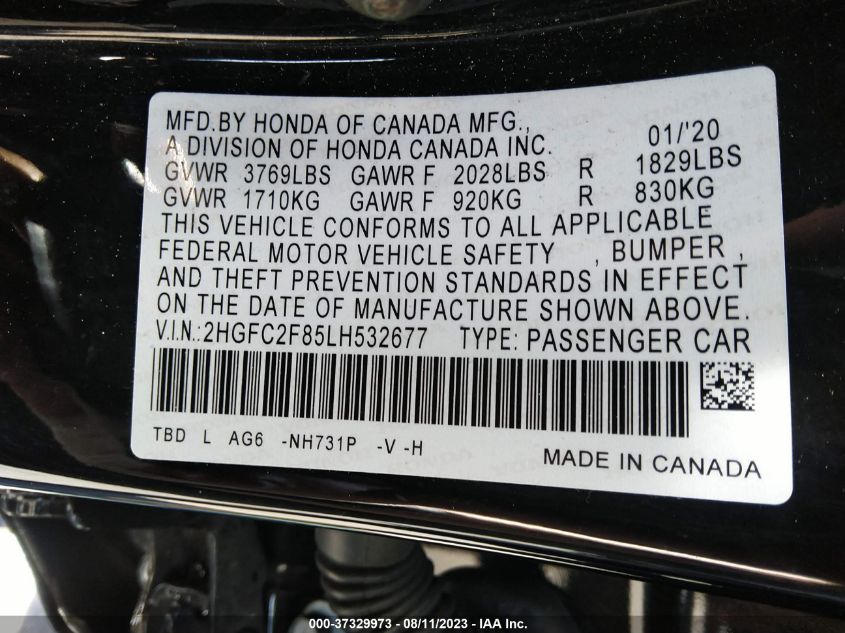 MFD.BY HONDA OF CANADA MFG.,
A DIVISION OF HONDA CANADA INC. 01/'20
GVWR 3769LBS GAWR F 2028LBS R 1829LBS
GVWR 1710KG GAWR F 920KG R 830KG
THIS VEHICLE CONFORMS TO ALL APPLICABLE
FEDERAL MOTOR VEHICLE SAFETY , BUMPER ,
AND THEFT PREVENTION STANDARDS IN EFFECT
ON THE DATE OF MANUFACTURE SHOWN ABOVE.
V.I.N.:2HGFC2F85LH532677 TYPE: PASSENGER CAR
TBD L AG6 -NH731P -V -H
MADE IN CANADA
000-37329973 - 08/11/2023 - IAA Inc.